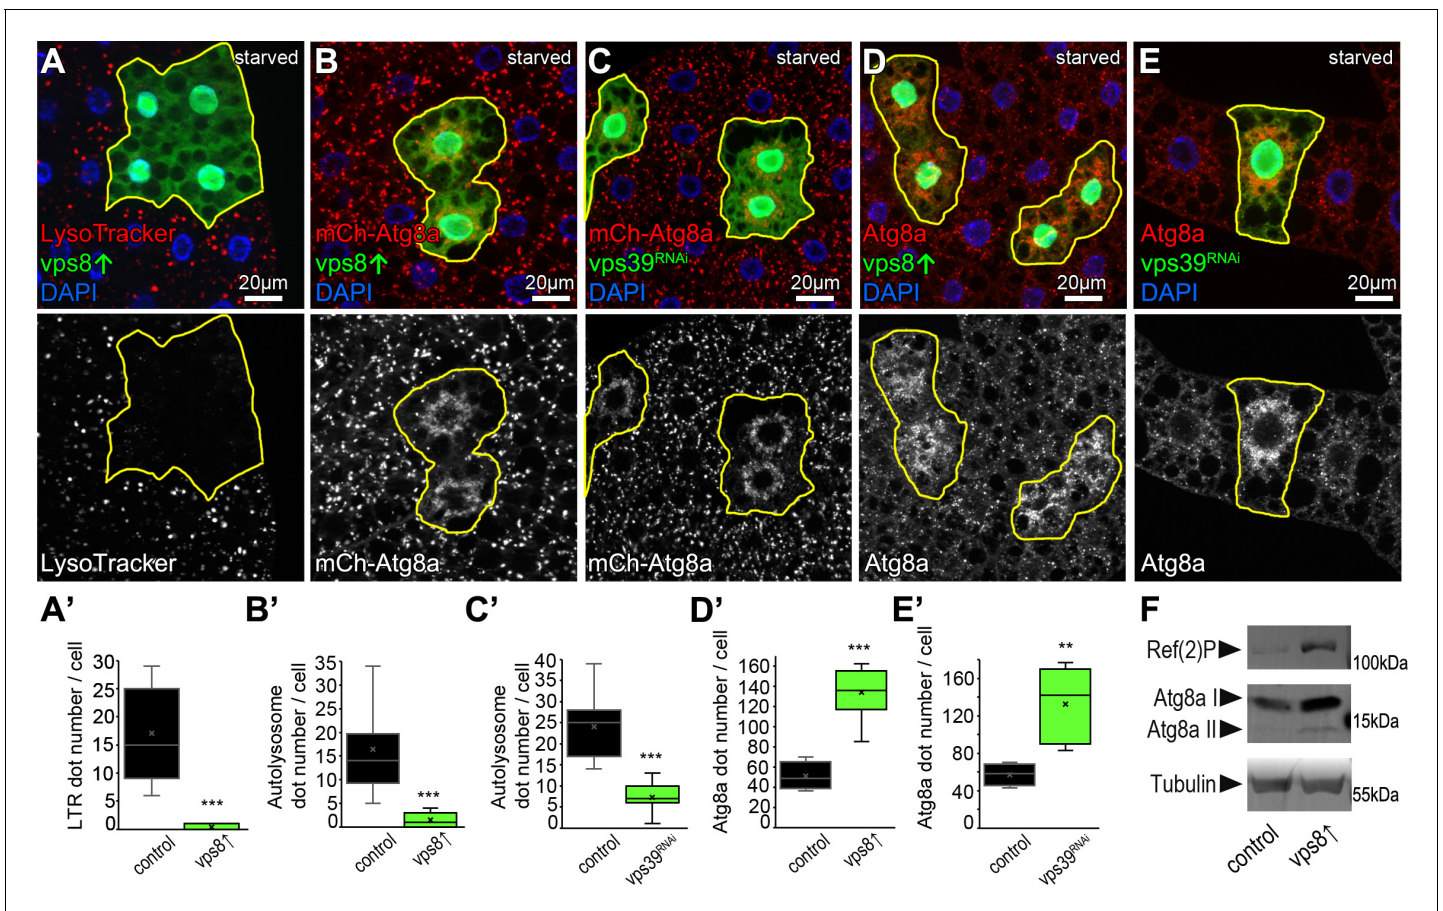 A
starved
LysoTracker
vps8↑
DAPI
20µm
B
starved
mCh-Atg8a
vps8↑
DAPI
20µm
C
starved
mCh-Atg8a
vps39RNAi
DAPI
20µm
D
starved
Atg8a
vps8↑
DAPI
20µm
E
starved
Atg8a
vps39RNAi
DAPI
20µm
LysoTracker
mCh-Atg8a
mCh-Atg8a
Atg8a
Atg8a
A’
LTR dot number / cell
30
25
20
15
10
5
0
***
control
vps8↑
B’
Autolysosome
dot number / cell
35
30
25
20
15
10
5
0
***
control
vps8↑
C’
Autolysosome
dot number / cell
40
35
30
25
20
15
10
5
0
***
control
vps39RNAi
D’
Atg8a dot number / cell
160
140
120
100
80
60
40
20
0
***
control
vps8↑
E’
Atg8a dot number / cell
160
120
80
40
0
**
control
vps39RNAi
F
Ref(2)P
100kDa
Atg8a I
15kDa
Atg8a II
Tubulin
55kDa
control
vps8↑